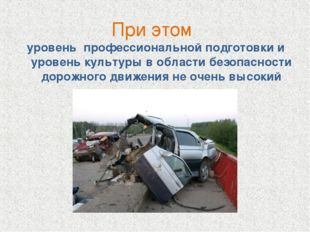 При этом
уровень профессиональной подготовки и
уровень культуры в области безопасности
дорожного движения не очень высокий